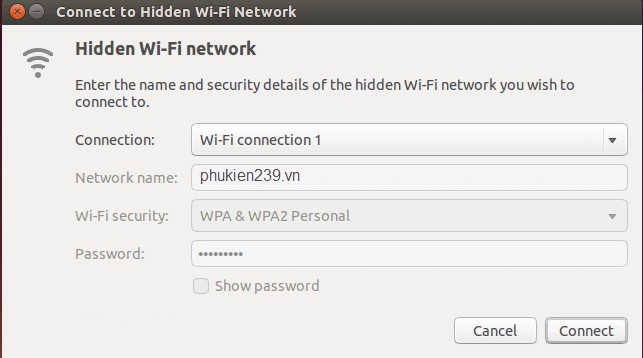 Connect to Hidden Wi-Fi Network
Hidden Wi-Fi network
Enter the name and security details of the hidden Wi-Fi network you wish to
connect to.
Connection: Wi-Fi connection 1
Network name: phukien239.vn
Wi-Fi security: WPA & WPA2 Personal
Password: •••••••••
Show password
Cancel Connect